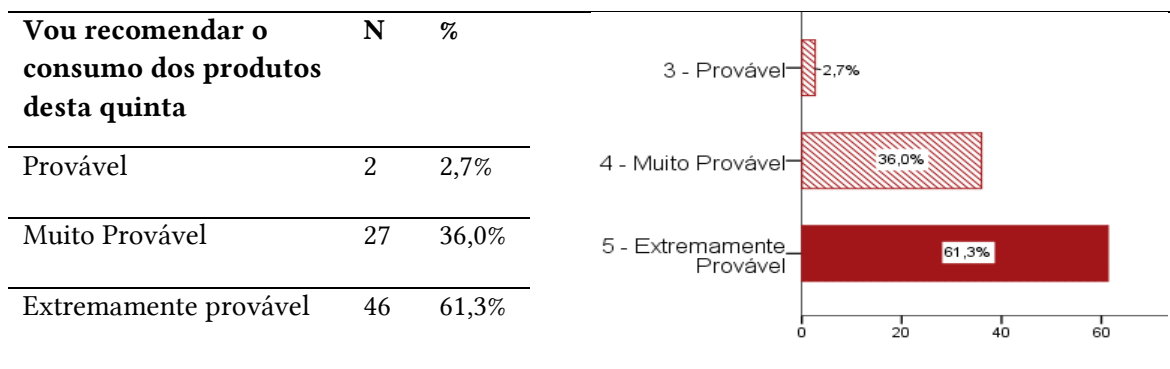 Vou recomendar o N %
consumo dos produtos
desta quinta
Provável 2 2,7%
Muito Provável 27 36,0%
Extremamente provável 46 61,3%
3 - Provável 2,7%
4 - Muito Provável 36,0%
5 - Extremamente
Provável 61,3%
0 20 40 60